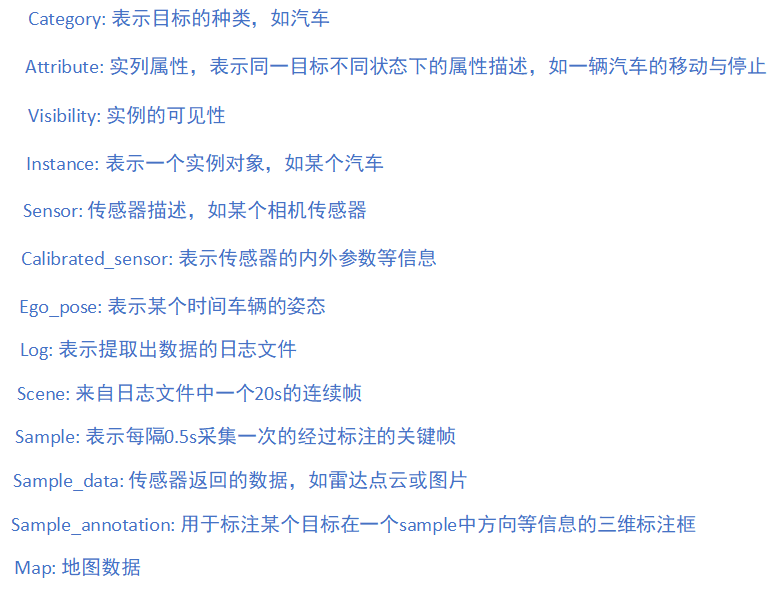 Category: 表示目标的种类，如汽车
Attribute: 实列属性，表示同一目标不同状态下的属性描述，如一辆汽车的移动与停止
Visibility: 实例的可见性
Instance: 表示一个实例对象，如某个汽车
Sensor: 传感器描述，如某个相机传感器
Calibrated_sensor: 表示传感器的内外参数等信息
Ego_pose: 表示某个时间车辆的姿态
Log: 表示提取出数据的日志文件
Scene: 来自日志文件中一个20s的连续帧
Sample: 表示每隔0.5s采集一次的经过标注的关键帧
Sample_data: 传感器返回的数据，如雷达点云或图片
Sample_annotation: 用于标注某个目标在一个sample中方向等信息的三维标注框
Map: 地图数据